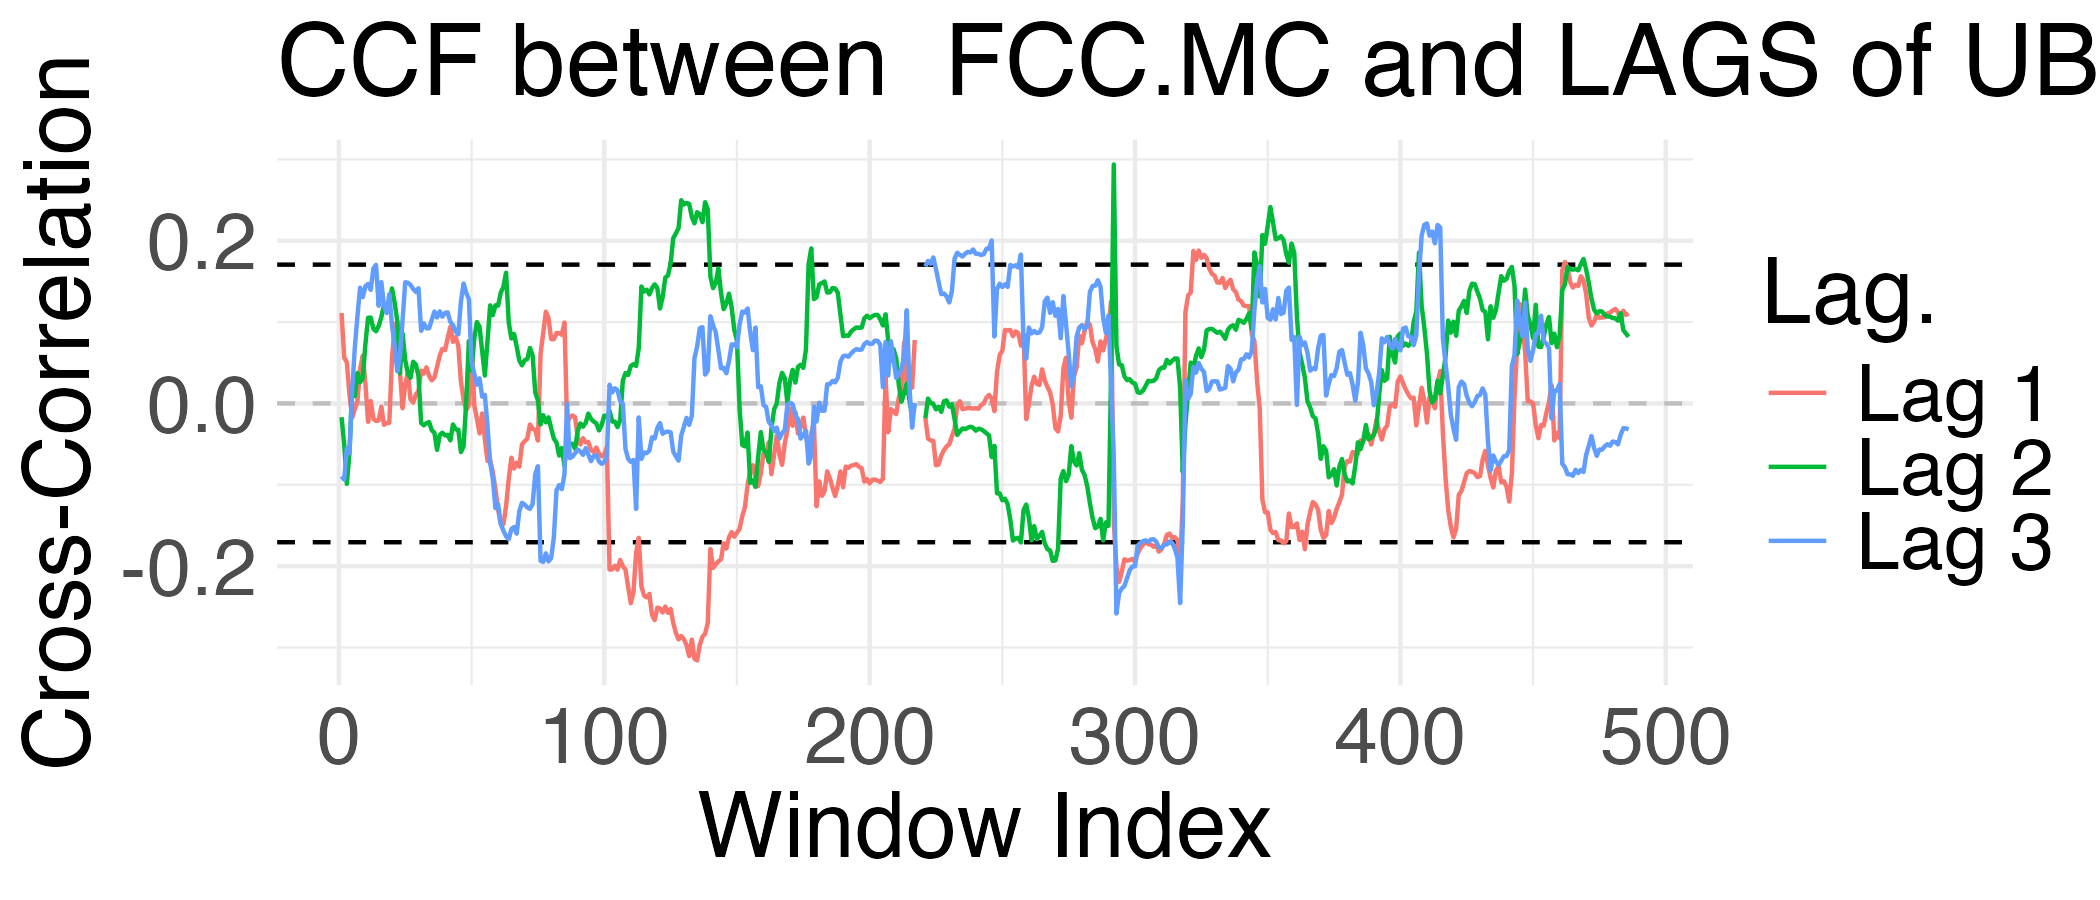 CCF between  FCC.MC and LAGS of UB
Cross-Correlation
0.2
0.0
-0.2
0
100
200
300
400
500
Window Index
Lag.
Lag 1
Lag 2
Lag 3